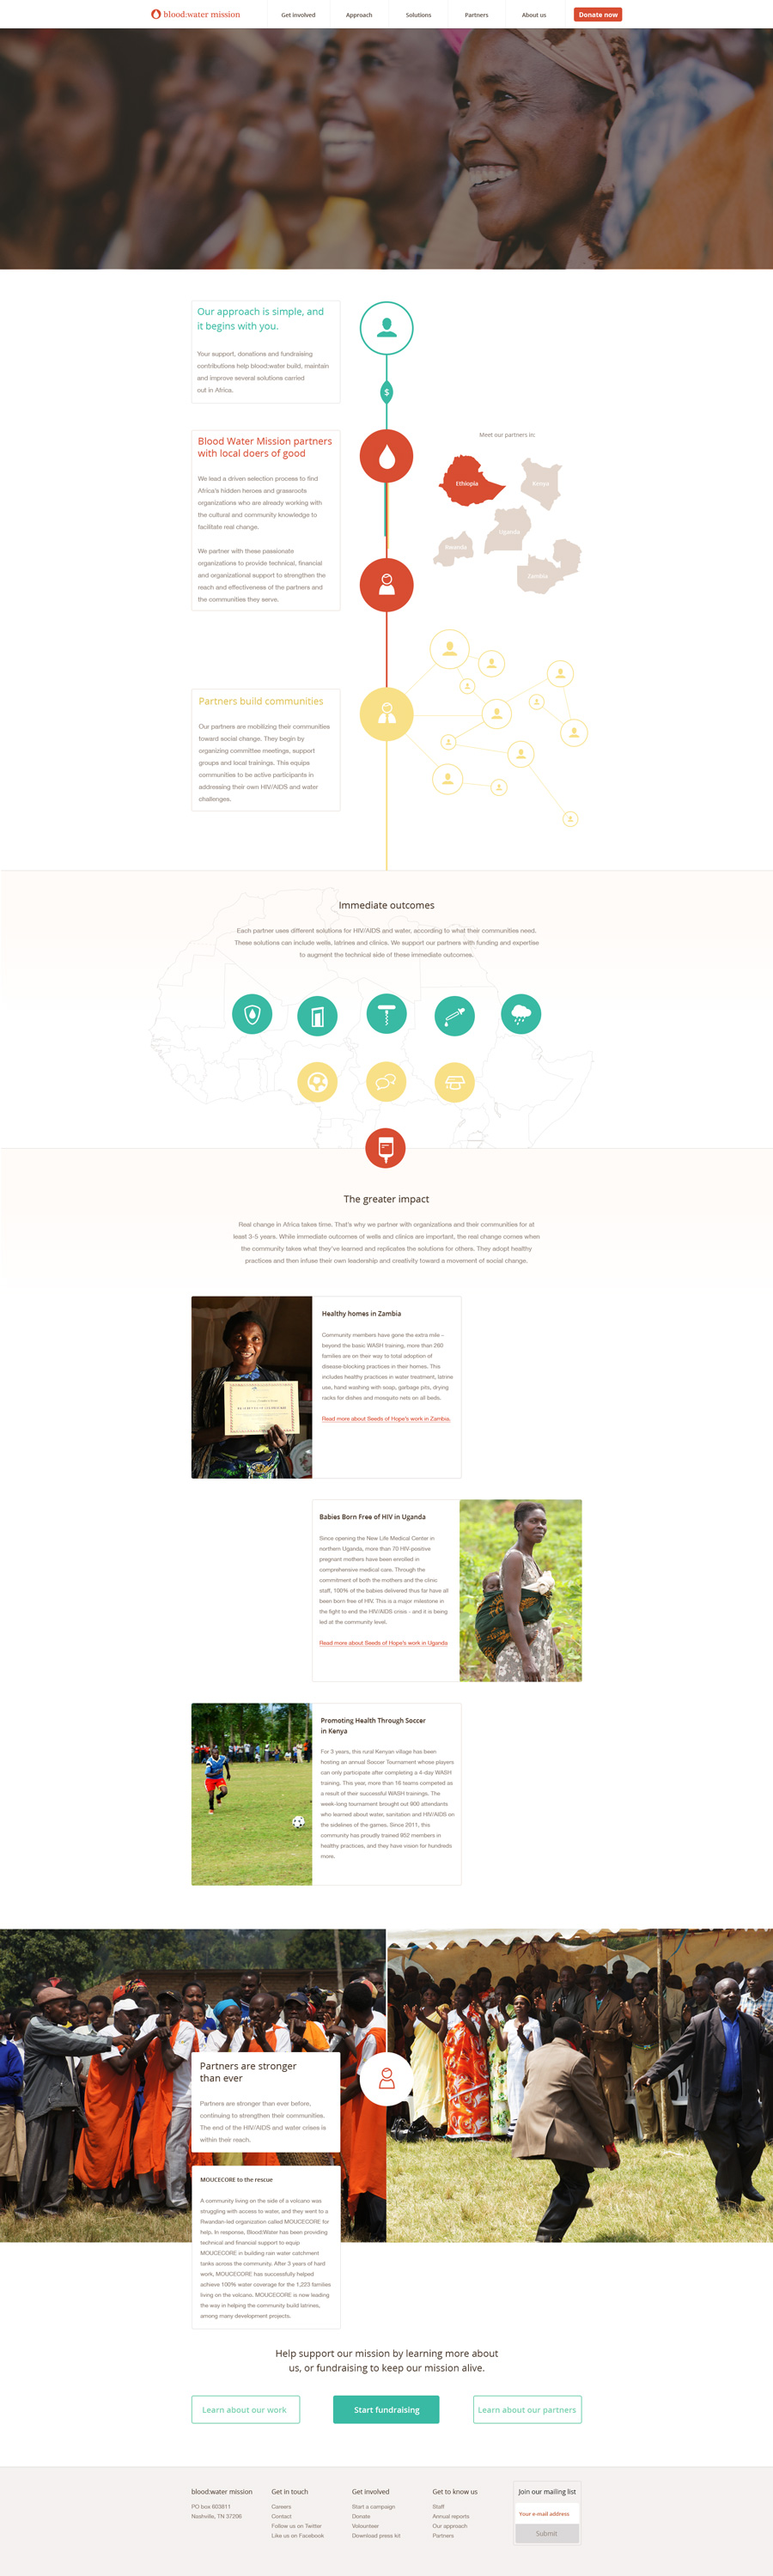 blood:water mission
Get involved
Approach
Solutions
Partners
About us
Donate now
Our approach is simple, and
it begins with you.
Your support, donations and fundraising
contributions help blood:water build, maintain
and improve several solutions carried
out in Africa.
$
Blood Water Mission partners
with local doers of good
We lead a driven selection process to find
Africa's hidden heroes and grassroots
organizations who are already working with
the cultural and community knowledge to
facilitate real change.
We partner with these passionate
organizations to provide technical, financial
and organizational support to strengthen the
reach and effectiveness of the partners and
the communities they serve.
Meet our partners in:
Ethiopia
Kenya
Uganda
Rwanda
Zambia
Partners build communities
Our partners are mobilizing their communities
toward social change. They begin by
organizing committee meetings, support
groups and local trainings. This equips
communities to be active participants in
addressing their own HIV/AIDS and water
challenges.
Immediate outcomes
Each partner uses different solutions for HIV/AIDS and water, according to what their communities need.
These solutions can include wells, latrines and clinics. We support our partners with funding and expertise
to augment the technical side of these immediate outcomes.
The greater impact
Real change in Africa takes time. That's why we partner with organizations and their communities for at
least 3-5 years. While immediate outcomes of wells and clinics are important, the real change comes when
the community takes what they've learned and replicates the solutions for others. They adopt healthy
practices and then infuse their own leadership and creativity toward a movement of social change.
Healthy homes in Zambia
Community members have gone the extra mile –
beyond the basic WASH training, more than 260
families are on their way to total adoption of
disease-blocking practices in their homes. This
includes healthy practices in water treatment, latrine
use, hand washing with soap, garbage pits, drying
racks for dishes and mosquito nets on all beds.
Read more about Seeds of Hope's work in Zambia.
Babies Born Free of HIV in Uganda
Since opening the New Life Medical Center in
northern Uganda, more than 70 HIV-positive
pregnant mothers have been enrolled in
comprehensive medical care. Through the
commitment of both the mothers and the clinic
staff, 100% of the babies delivered thus far have all
been born free of HIV. This is a major milestone in
the fight to end the HIV/AIDS crisis - and it is being
led at the community level.
Read more about Seeds of Hope's work in Uganda
Promoting Health Through Soccer
in Kenya
For 3 years, this rural Kenyan village has been
hosting an annual Soccer Tournament whose players
can only participate after completing a 4-day WASH
training. This year, more than 16 teams competed as
a result of their successful WASH trainings. The
week-long tournament brought out 900 attendants
who learned about water, sanitation and HIV/AIDS on
the sidelines of the games. Since 2011, this
community has proudly trained 952 members in
healthy practices, and they have vision for hundreds
more.
Partners are stronger
than ever
Partners are stronger than ever before,
continuing to strengthen their communities.
The end of the HIV/AIDS and water crises is
within their reach.
MOUCECORE to the rescue
A community living on the side of a volcano was
struggling with access to water, and they went to a
Rwandan-led organization called MOUCECORE for
help. In response, Blood:Water has been providing
technical and financial support to equip
MOUCECORE in building rain water catchment
tanks across the community. After 3 years of hard
work, MOUCECORE has successfully helped
achieve 100% water coverage for the 1,223 families
living on the volcano. MOUCECORE is now leading
the way in helping the community build latrines,
among many development projects.
Help support our mission by learning more about
us, or fundraising to keep our mission alive.
Learn about our work
Start fundraising
Learn about our partners
blood:water mission
PO box 603811
Nashville, TN 37206
Get in touch
Careers
Contact
Follow us on Twitter
Like us on Facebook
Get involved
Start a campaign
Donate
Volounteer
Download press kit
Get to know us
Staff
Annual reports
Our approach
Partners
Join our mailing list
Your e-mail address
Submit